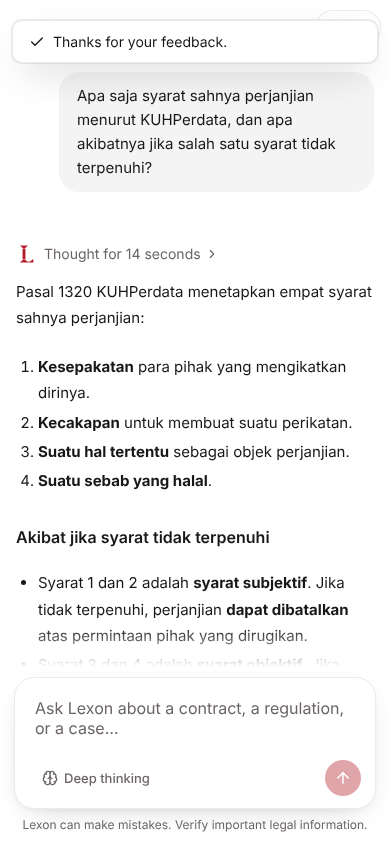 Thanks for your feedback.
Apa saja syarat sahnya perjanjian
menurut KUHPerdata, dan apa
akibatnya jika salah satu syarat tidak
terpenuhi?
L Thought for 14 seconds
Pasal 1320 KUHPerdata menetapkan empat syarat
sahnya perjanjian:
1. Kesepakatan para pihak yang mengikatkan
dirinya.
2. Kecakapan untuk membuat suatu perikatan.
3. Suatu hal tertentu sebagai objek perjanjian.
4. Suatu sebab yang halal.
Akibat jika syarat tidak terpenuhi
• Syarat 1 dan 2 adalah syarat subjektif. Jika
tidak terpenuhi, perjanjian dapat dibatalkan
atas permintaan pihak yang dirugikan.
• Syarat 3 dan 4 adalah syarat objektif. Jika
Ask Lexon about a contract, a regulation,
or a case...
Deep thinking
Lexon can make mistakes. Verify important legal information.